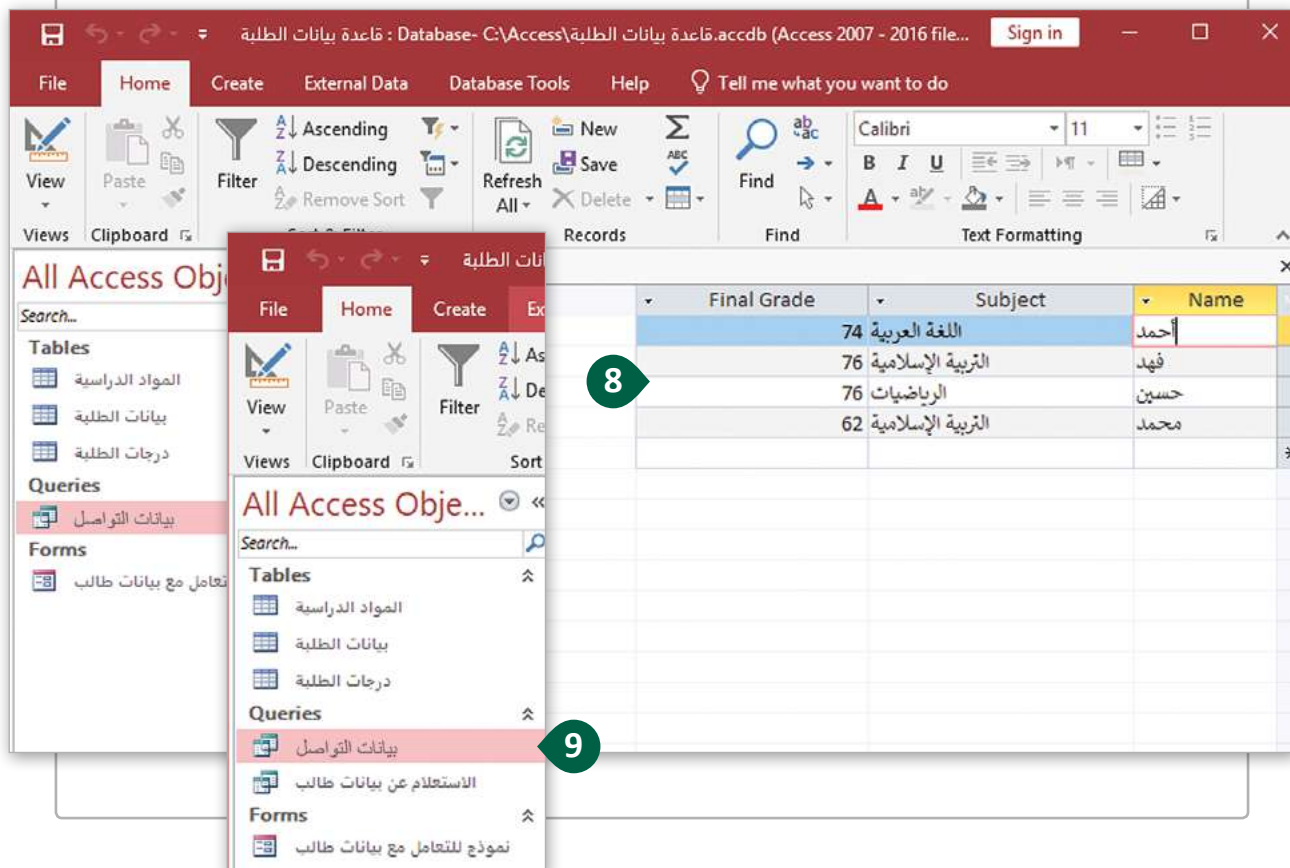 قاعدة بيانات الطلبة : Database- C:\Access\قاعدة بيانات الطلبة.accdb (Access 2007 - 2016 file... Sign in
File Home Create External Data Database Tools Help Tell me what you want to do
View
Paste
Filter
Ascending
Descending
Remove Sort
Refresh All
New
Save
Delete
Find
Calibri 11
B I U
Views Clipboard Records Find Text Formatting
All Access Obj
Search...
Tables
المواد الدراسية
بيانات الطلبة
درجات الطلبة
Queries
بيانات التواصل
Forms
تعامل مع بيانات طالب
Final Grade Subject Name
أحمد اللغة العربية 74
فهد التربية الإسلامية 76
حسين الرياضيات 76
محمد التربية الإسلامية 62
8
انات الطلبة
File Home Create Ex
View
Paste
Filter
As
De
Re
Views Clipboard Sort
All Access Obje...
Search...
Tables
المواد الدراسية
بيانات الطلبة
درجات الطلبة
Queries
بيانات التواصل
9
الاستعلام عن بيانات طالب
Forms
نموذج للتعامل مع بيانات طالب